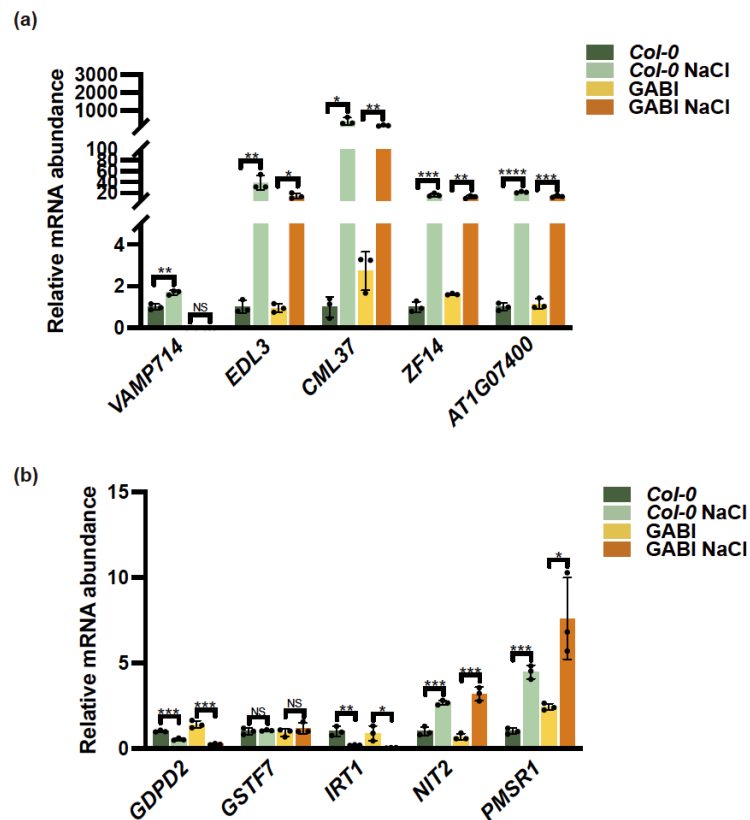 (a)
Col-0
Col-0 NaCl
GABI
GABI NaCl
Relative mRNA abundance
3000
2000
1000
100
80
60
40
20
4
2
0
** NS
** *
* **
*** **
**** ***
VAMP714
EDL3
CML37
ZF14
AT1G07400
(b)
Col-0
Col-0 NaCl
GABI
GABI NaCl
Relative mRNA abundance
15
10
5
0
*** ***
NS NS
** *
*** ***
*** *
GDPD2
GSTF7
IRT1
NIT2
PMSR1